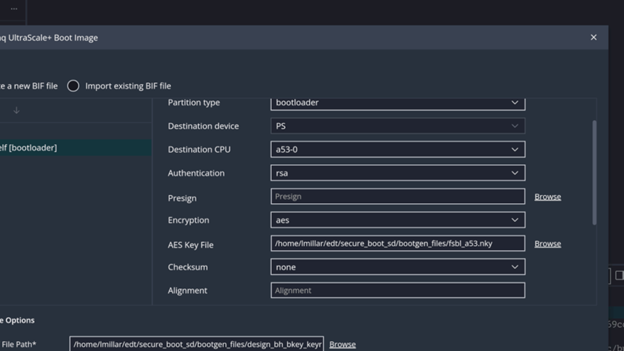 ...
q UltraScale+ Boot Image
e a new BIF file Import existing BIF file
Partition type bootloader
Destination device PS
elf [bootloader] Destination CPU a53-0
Authentication rsa
Presign Presign Browse
Encryption aes
AES Key File /home/lmillar/edt/secure_boot_sd/bootgen_files/fsbl_a53.nky Browse
Checksum none
Alignment Alignment
e Options
File Path* /home/lmillar/edt/secure_boot_sd/bootgen_files/design_bh_bkey_keyr Browse